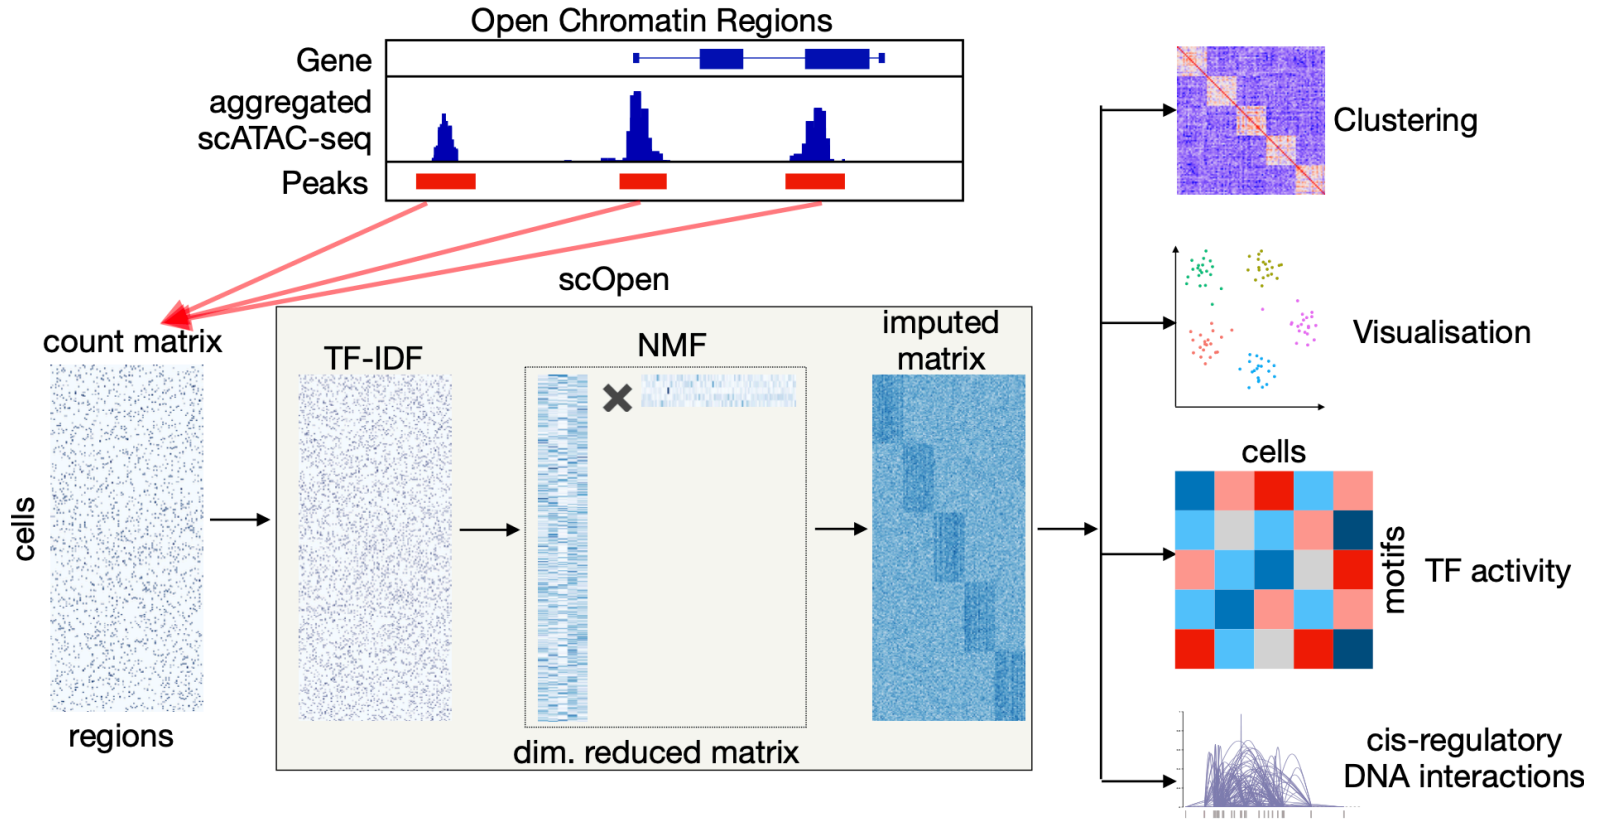 Open Chromatin Regions
Gene
aggregated
scATAC-seq
Peaks
scOpen
count matrix
cells
regions
TF-IDF
NMF
dim. reduced matrix
imputed
matrix
Clustering
Visualisation
cells
motifs
TF activity
cis-regulatory
DNA interactions